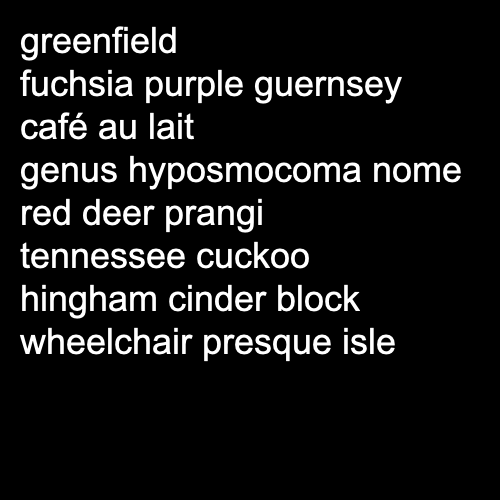 greenfield
fuchsia purple guernsey
café au lait
genus hyposmocoma nome
red deer prangi
tennessee cuckoo
hingham cinder block
wheelchair presque isle